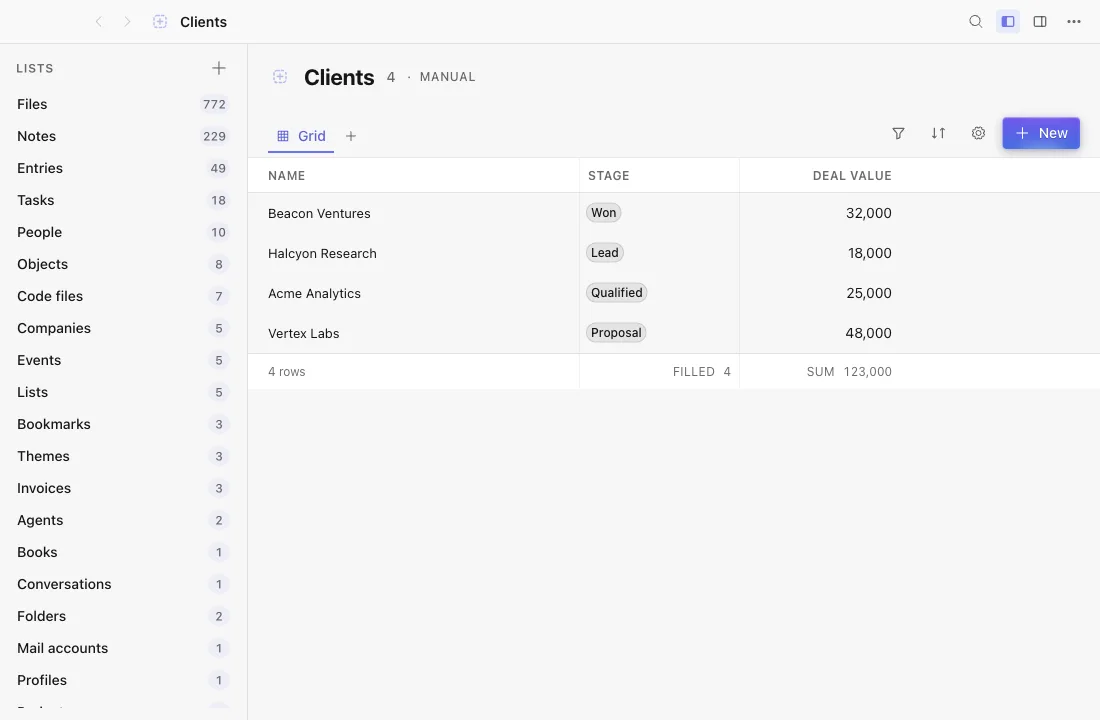 Clients
LISTS
Files 772
Notes 229
Entries 49
Tasks 18
People 10
Objects 8
Code files 7
Companies 5
Events 5
Lists 5
Bookmarks 3
Themes 3
Invoices 3
Agents 2
Books 1
Conversations 1
Folders 2
Mail accounts 1
Profiles 1
Clients 4 · MANUAL
Grid
New
NAME STAGE DEAL VALUE
Beacon Ventures Won 32,000
Halcyon Research Lead 18,000
Acme Analytics Qualified 25,000
Vertex Labs Proposal 48,000
4 rows FILLED 4 SUM 123,000